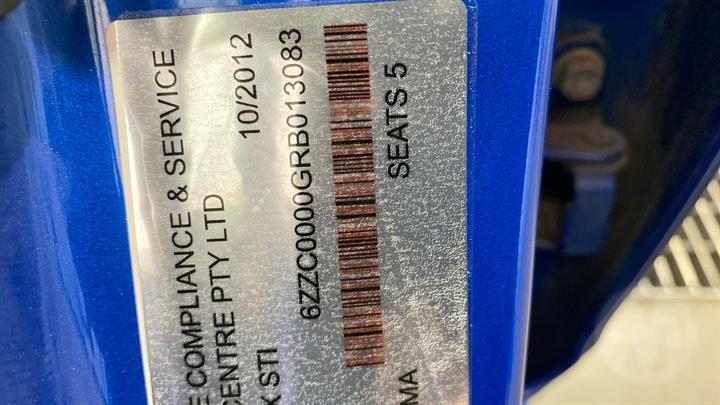 E COMPLIANCE & SERVICE
CENTRE PTY LTD
X STI 10/2012
6ZZC0000GRB013083
MA SEATS 5